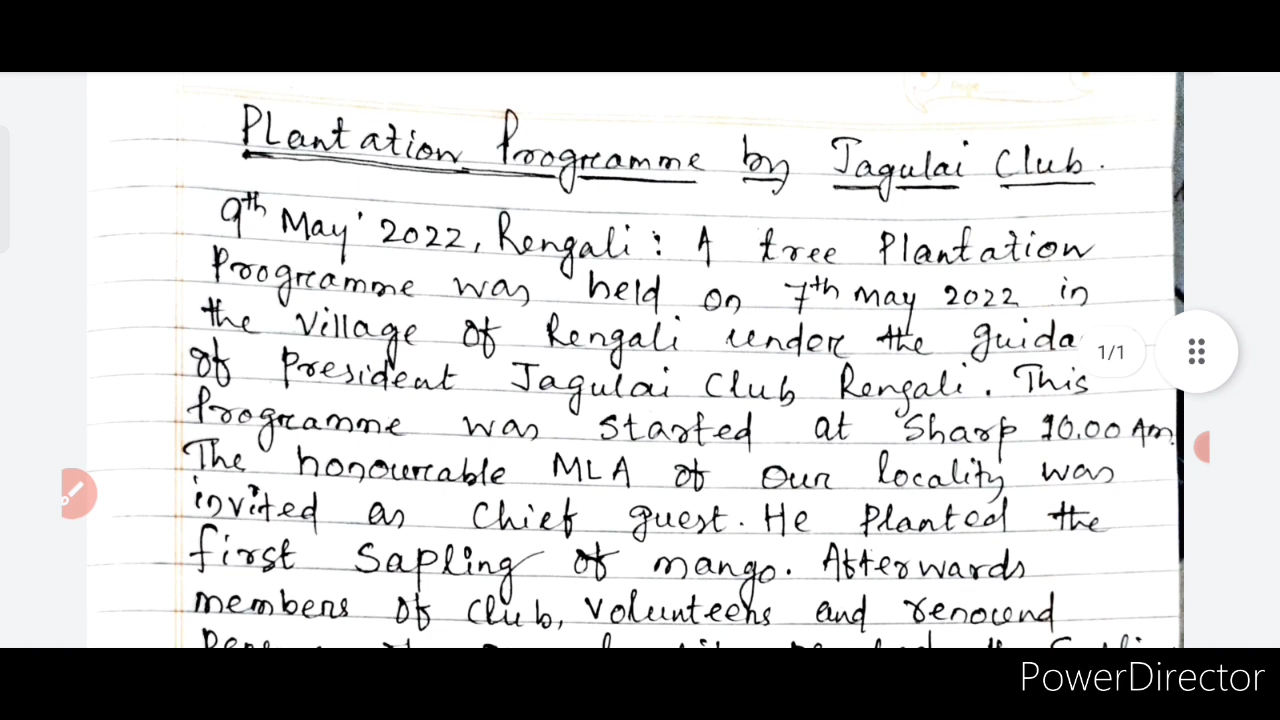 Plantation Programme by Jagulai Club.
9th May' 2022, Rengali : A tree Plantation
Programme was held on 7th may 2022 in
the village of Rengali under the guida
of President Jagulai Club Rengali. This
Programme was started at Sharp 10.00 Am.
The honourable MLA of our locality was
invited as Chief guest. He Planted the
first Sapling of mango. Afterwards
members of Club, Volunteers and
1/1
PowerDirector